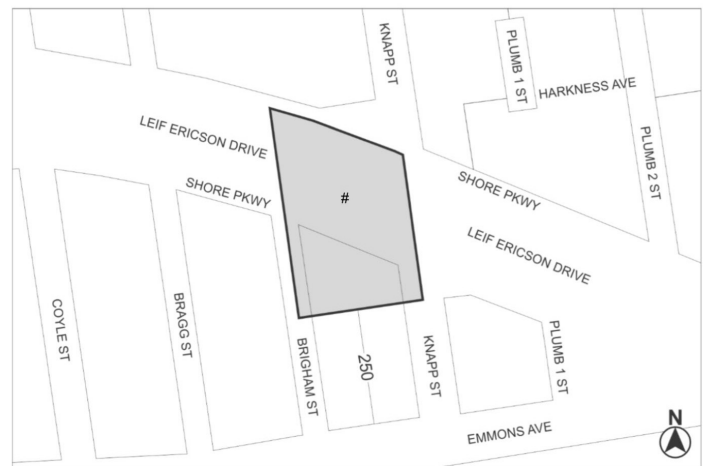 KNAPP ST
PLUMB 1 ST
HARKNESS AVE
LEIF ERICSON DRIVE
PLUMB 2 ST
SHORE PKWY
#
SHORE PKWY
LEIF ERICSON DRIVE
COYLE ST
BRAGG ST
BRIGHAM ST
250
KNAPP ST
PLUMB 1 ST
EMMONS AVE
N